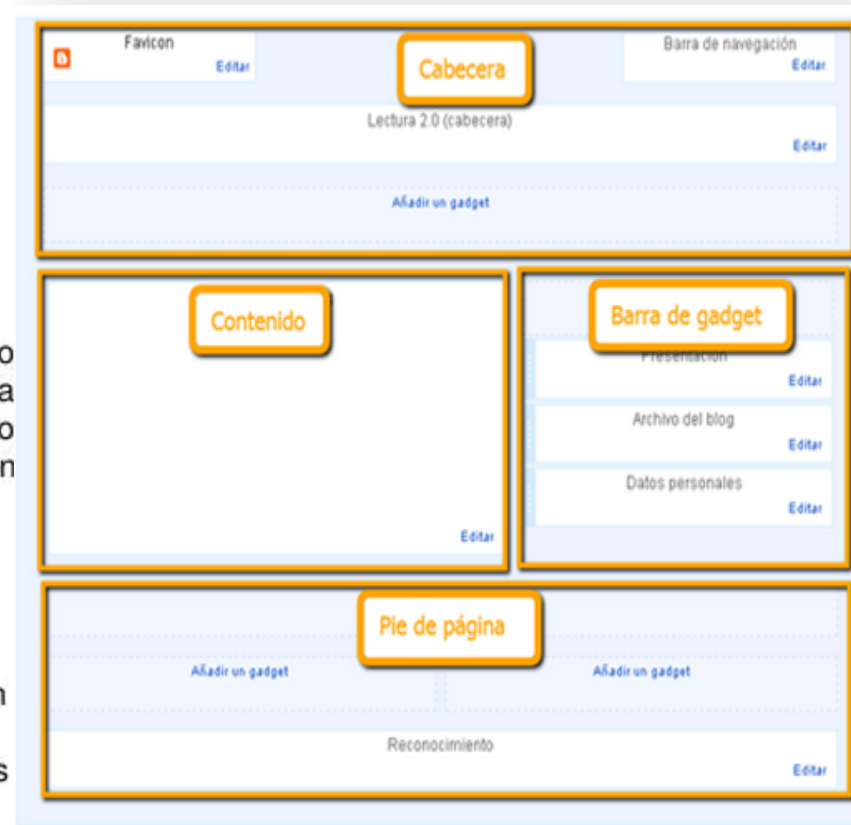 Favicon
Editar
Cabecera
Barra de navegación
Editar
Lectura 2.0 (cabecera)
Editar
Añadir un gadget
Contenido
Editar
Barra de gadget
Presentación
Editar
Archivo del blog
Editar
Datos personales
Editar
o
a
o
n
Pie de página
Añadir un gadget
Añadir un gadget
Reconocimiento
Editar
s